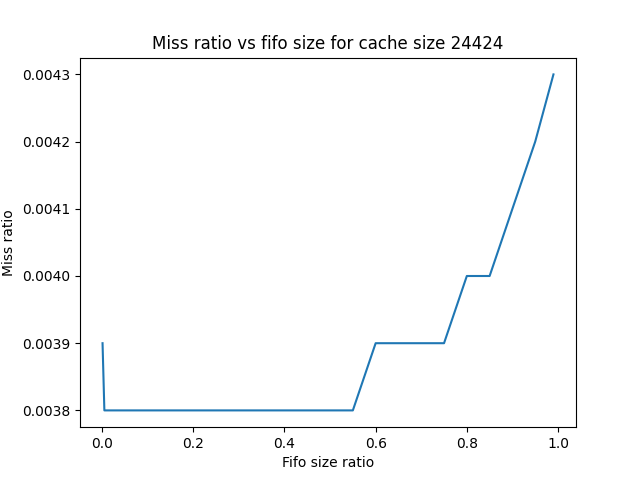 Miss ratio vs fifo size for cache size 24424
0.0043
0.0042
0.0041
0.0040
0.0039
0.0038
Miss ratio
0.0 0.2 0.4 0.6 0.8 1.0
Fifo size ratio